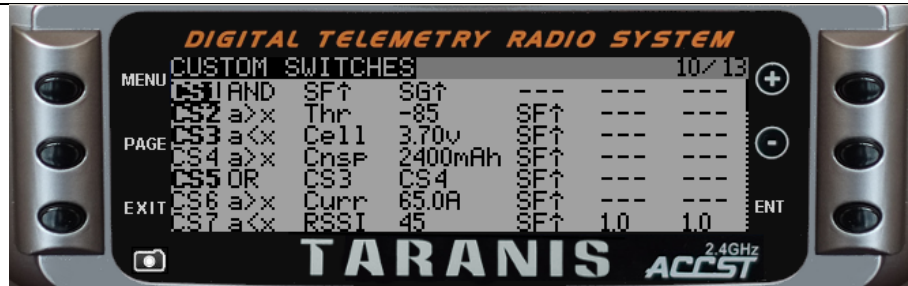 DIGITAL TELEMETRY RADIO SYSTEM
MENU
PAGE
EXIT
CUSTOM SWITCHES 10/13
CS1 AND SF↑ SG↑ --- --- ---
CS2 a>x Thr -85 SF↑ --- ---
CS3 a<x Cell 3.70v SF↑ --- ---
CS4 a>x Cnsp 2400mAh SF↑ --- ---
CS5 OR CS3 CS4 SF↑ --- ---
CS6 a>x Curr 65.0A SF↑ --- ---
CS7 a<x RSSI 45 SF↑ 1.0 1.0
+
-
ENT
TARANIS
2.4GHz
ACCST